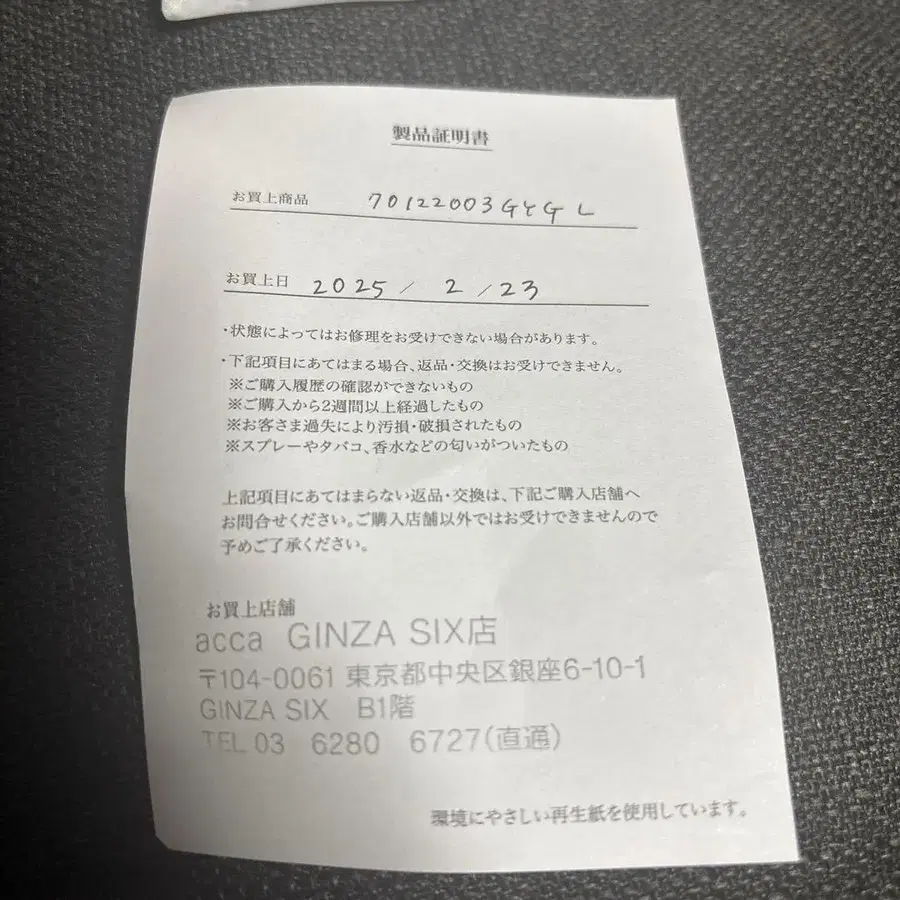 製品証明書
お買上商品 70122003GYG L
お買上日 2025 / 2 / 23
・状態によってはお修理をお受けできない場合があります。
・下記項目にあてはまる場合、返品・交換はお受けできません。
※ご購入履歴の確認ができないもの
※ご購入から2週間以上経過したもの
※お客さま過失により汚損・破損されたもの
※スプレーやタバコ、香水などの匂いがついたもの
上記項目にあてはまらない返品・交換は、下記ご購入店舗へ
お問合せください。ご購入店舗以外ではお受けできませんので
予めご了承ください。
お買上店舗
acca GINZA SIX店
〒104-0061 東京都中央区銀座6-10-1
GINZA SIX B1階
TEL 03 6280 6727(直通)
環境にやさしい再生紙を使用しています。